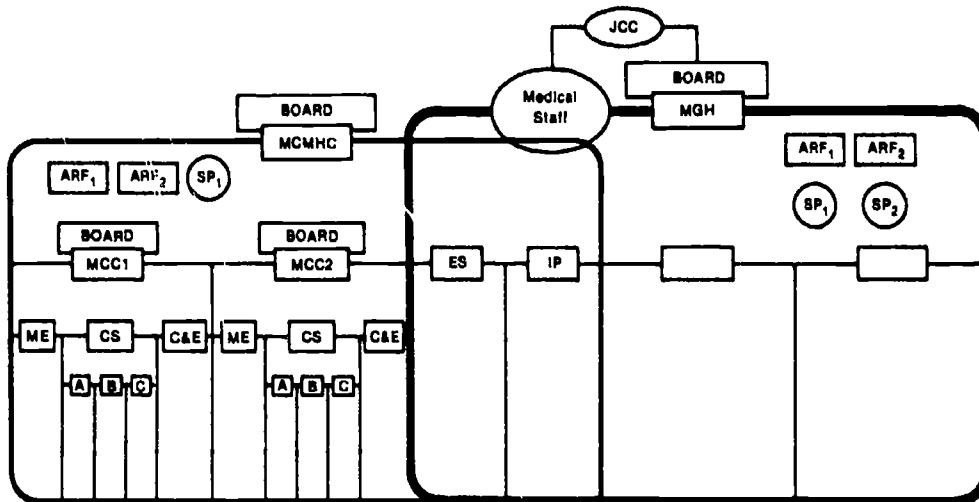 JCC
BOARD
Medical
Staff
MGH
BOARD
MCMHC
ARF1 ARF2
ARF1 ARF2 SP1
SP1 SP2
BOARD BOARD
MCC1 MCC2 ES IP
ME CS C&E ME CS C&E
A B C A B C